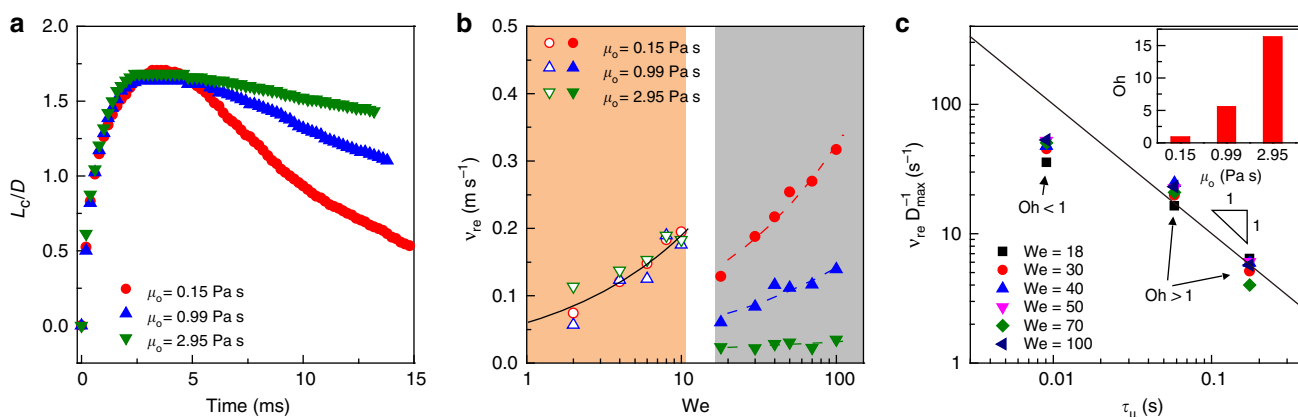 a
L_c/D
2.0
1.5
1.0
0.5
0.0
0
5
10
15
Time (ms)
μ_o = 0.15 Pa s
μ_o = 0.99 Pa s
μ_o = 2.95 Pa s
b
ν_re (m s⁻¹)
0.5
0.4
0.3
0.2
0.1
0.0
1
10
100
We
μ_o = 0.15 Pa s
μ_o = 0.99 Pa s
μ_o = 2.95 Pa s
c
ν_re D⁻¹_max (s⁻¹)
100
10
1
0.01
0.1
τ_μ (s)
Oh < 1
Oh > 1
1
1
We = 18
We = 30
We = 40
We = 50
We = 70
We = 100
Oh
15
10
5
0
0.15 0.99 2.95
μ_o (Pa s)